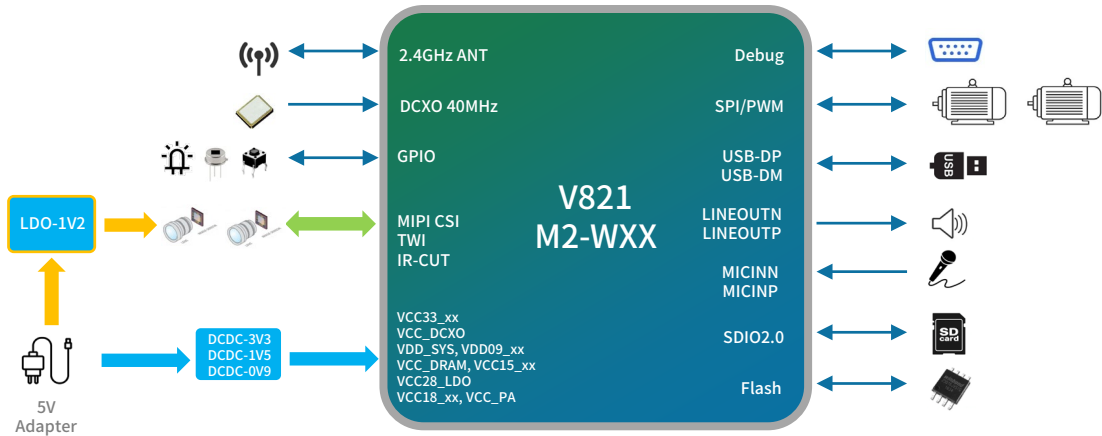 2.4GHz ANT
DCXO 40MHz
GPIO
LDO-1V2
MIPI CSI
TWI
IR-CUT
DCDC-3V3
DCDC-1V5
DCDC-0V9
5V
Adapter
VCC33_xx
VCC_DCXO
VDD_SYS, VDD09_xx
VCC_DRAM, VCC15_xx
VCC28_LDO
VCC18_xx, VCC_PA
V821
M2-WXX
Debug
SPI/PWM
USB-DP
USB-DM
USB
LINEOUTN
LINEOUTP
MICINN
MICINP
SDIO2.0
SD
card
Flash